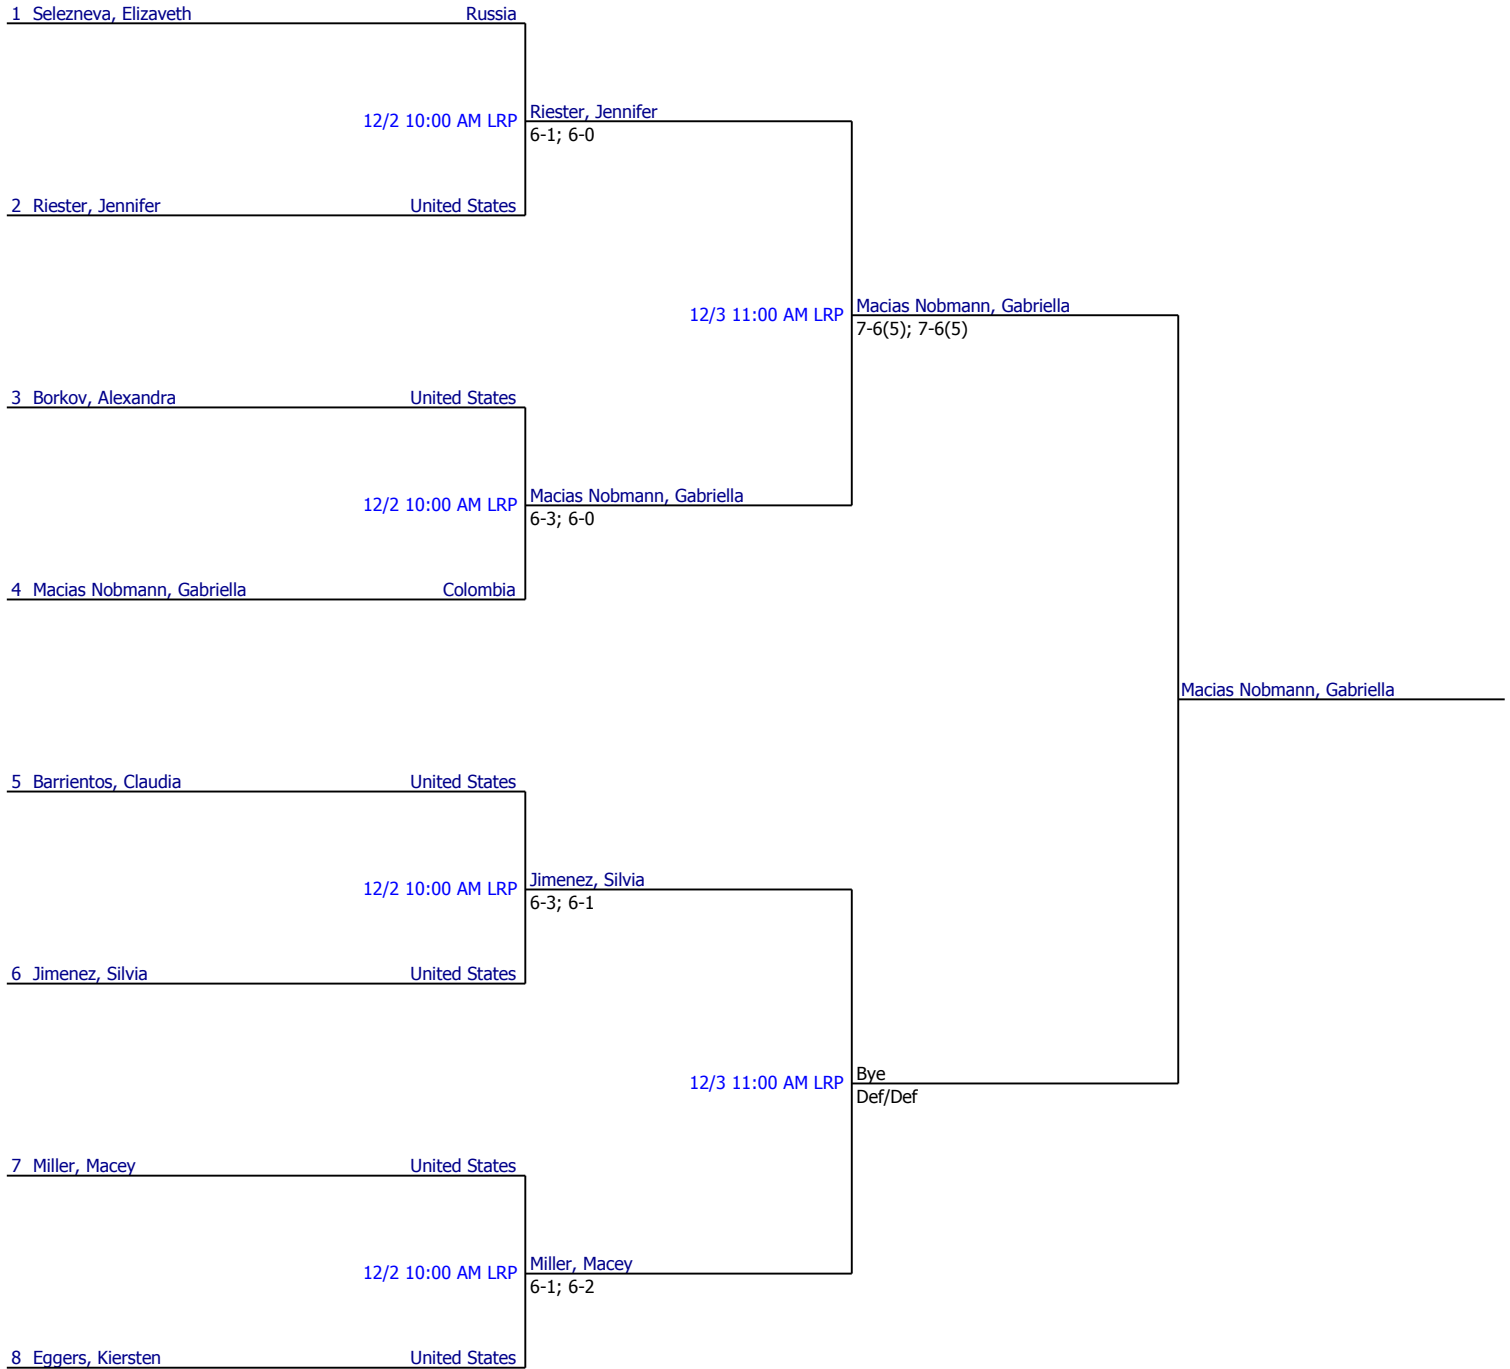 1 Selezneva, Elizaveth Russia
12/2 10:00 AM LRP
Riester, Jennifer
6-1; 6-0
2 Riester, Jennifer United States
12/3 11:00 AM LRP
Macias Nobmann, Gabriella
7-6(5); 7-6(5)
3 Borkov, Alexandra United States
12/2 10:00 AM LRP
Macias Nobmann, Gabriella
6-3; 6-0
4 Macias Nobmann, Gabriella Colombia
Macias Nobmann, Gabriella
5 Barrientos, Claudia United States
12/2 10:00 AM LRP
Jimenez, Silvia
6-3; 6-1
6 Jimenez, Silvia United States
12/3 11:00 AM LRP
Bye
Def/Def
7 Miller, Macey United States
12/2 10:00 AM LRP
Miller, Macey
6-1; 6-2
8 Eggers, Kiersten United States